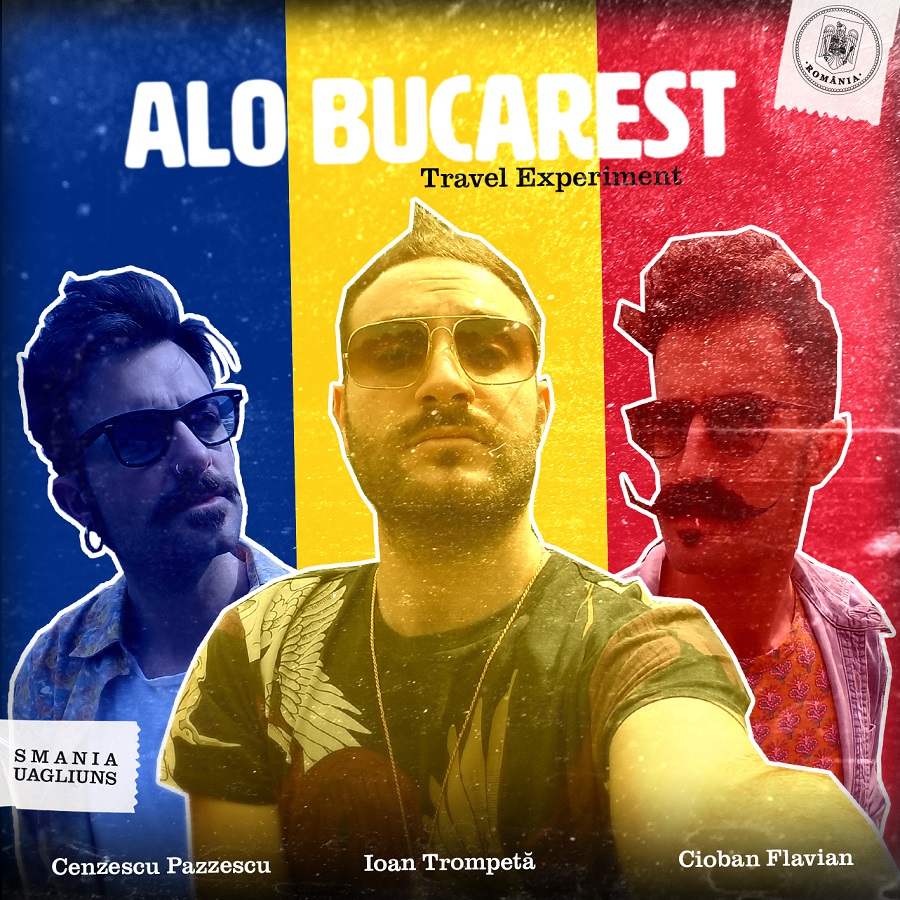 ALO BUCAREST
Travel Experiment
·ROMÂNIA·
SMANIA
UAGLIUNS
Cenzescu Pazzescu
Ioan Trompetă
Cioban Flavian